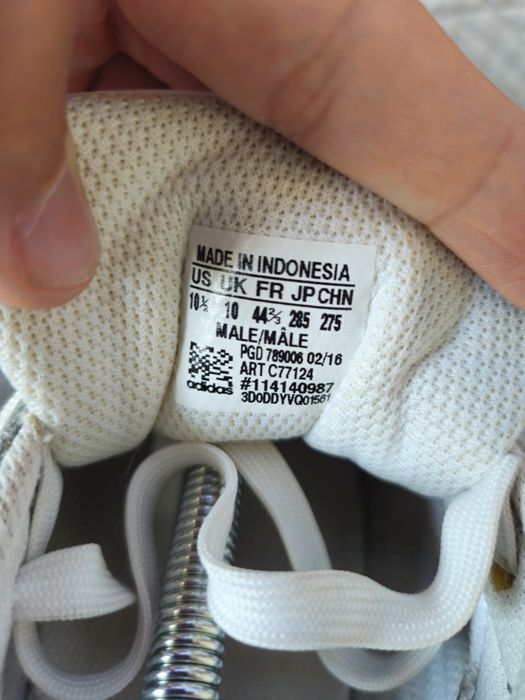 MADE IN INDONESIA
US UK FR JP CHN
10½ 10 44⅔ 285 275
MALE/MÂLE
PGD 789006 02/16
ART C77124
#114140987
adidas 3D0DDYVQ01561